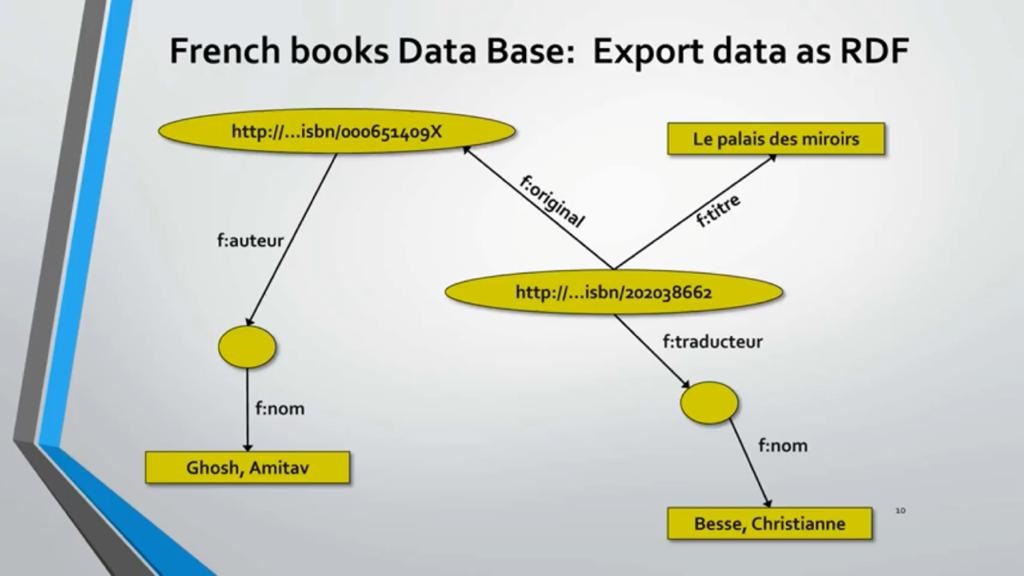 French books Data Base: Export data as RDF
http://...isbn/000651409X
Le palais des miroirs
f:original
f:titre
f:auteur
http://...isbn/202038662
f:traducteur
f:nom
f:nom
Ghosh, Amitav
Besse, Christianne
10